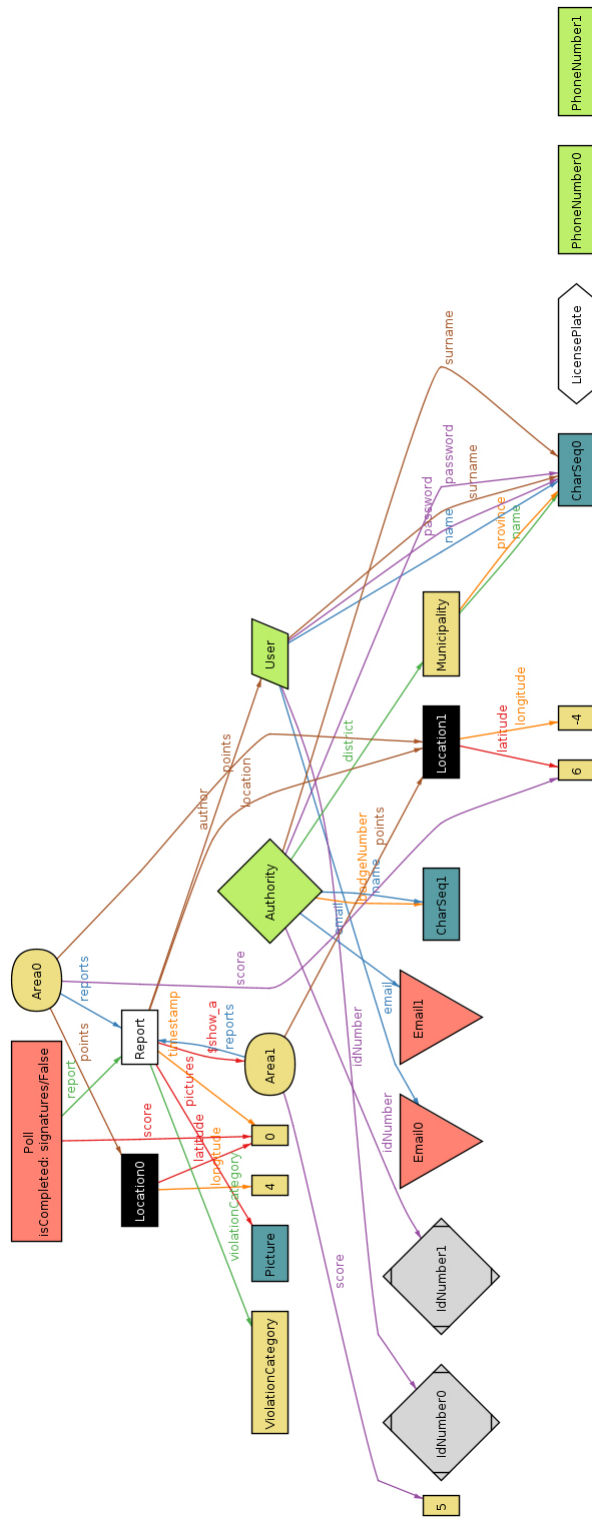 Poll
isCompleted: signatures/False
Area0
report
points
reports
Location0
Report
score
pictures
timestamp
latitude
author
longitude
$show_a
points
reports
violationCategory
score
location
ViolationCategory
Picture
4
0
Area1
Authority
User
score
email
district
idNumber
badgeNumber
name
points
idNumber
email
password
name
password
surname
surname
5
IdNumber0
IdNumber1
Email0
Email1
CharSeq1
Location1
Municipality
latitude
longitude
province
name
6
-4
CharSeq0
LicensePlate
PhoneNumber0
PhoneNumber1